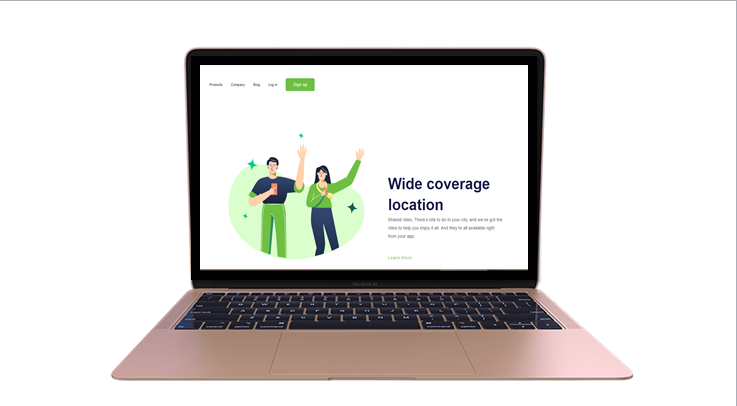 Products Company Blog Log in Sign up
Wide coverage
location
Shared rides. There's lots to do in your city, and we've got the
rides to help you enjoy it all. And they're all available right
from your app.
Learn more
MacBook Air